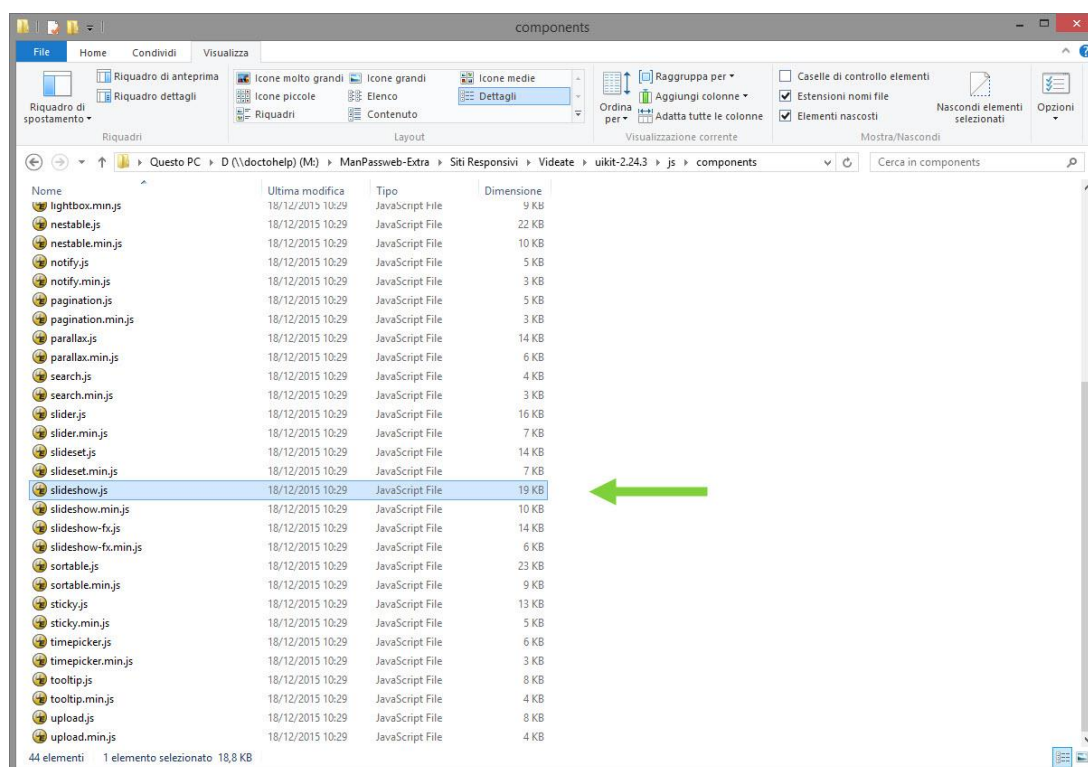 components
File Home Condividi Visualizza
Riquadro di spostamento
Riquadro di anteprima
Riquadro dettagli
Riquadri
Icone molto grandi Icone grandi Icone medie
Icone piccole Elenco Dettagli
Riquadri Contenuto
Layout
Ordina per
Raggruppa per
Aggiungi colonne
Adatta tutte le colonne
Visualizzazione corrente
Caselle di controllo elementi
Estensioni nomi file
Elementi nascosti
Nascondi elementi selezionati
Mostra/Nascondi
Opzioni
Questo PC D (\\doctohelp) (M:) ManPassweb-Extra Siti Responsivi Videate uikit-2.24.3 js components
Cerca in components
Nome Ultima modifica Tipo Dimensione
lightbox.min.js 18/12/2015 10:29 JavaScript File 9 KB
nestable.js 18/12/2015 10:29 JavaScript File 22 KB
nestable.min.js 18/12/2015 10:29 JavaScript File 10 KB
notify.js 18/12/2015 10:29 JavaScript File 5 KB
notify.min.js 18/12/2015 10:29 JavaScript File 3 KB
pagination.js 18/12/2015 10:29 JavaScript File 5 KB
pagination.min.js 18/12/2015 10:29 JavaScript File 3 KB
parallax.js 18/12/2015 10:29 JavaScript File 14 KB
parallax.min.js 18/12/2015 10:29 JavaScript File 6 KB
search.js 18/12/2015 10:29 JavaScript File 4 KB
search.min.js 18/12/2015 10:29 JavaScript File 3 KB
slider.js 18/12/2015 10:29 JavaScript File 16 KB
slider.min.js 18/12/2015 10:29 JavaScript File 7 KB
slideset.js 18/12/2015 10:29 JavaScript File 14 KB
slideset.min.js 18/12/2015 10:29 JavaScript File 7 KB
slideshow.js 18/12/2015 10:29 JavaScript File 19 KB
slideshow.min.js 18/12/2015 10:29 JavaScript File 10 KB
slideshow-fx.js 18/12/2015 10:29 JavaScript File 14 KB
slideshow-fx.min.js 18/12/2015 10:29 JavaScript File 6 KB
sortable.js 18/12/2015 10:29 JavaScript File 23 KB
sortable.min.js 18/12/2015 10:29 JavaScript File 9 KB
sticky.js 18/12/2015 10:29 JavaScript File 13 KB
sticky.min.js 18/12/2015 10:29 JavaScript File 5 KB
timepicker.js 18/12/2015 10:29 JavaScript File 6 KB
timepicker.min.js 18/12/2015 10:29 JavaScript File 3 KB
tooltip.js 18/12/2015 10:29 JavaScript File 8 KB
tooltip.min.js 18/12/2015 10:29 JavaScript File 4 KB
upload.js 18/12/2015 10:29 JavaScript File 8 KB
upload.min.js 18/12/2015 10:29 JavaScript File 4 KB
44 elementi 1 elemento selezionato 18,8 KB